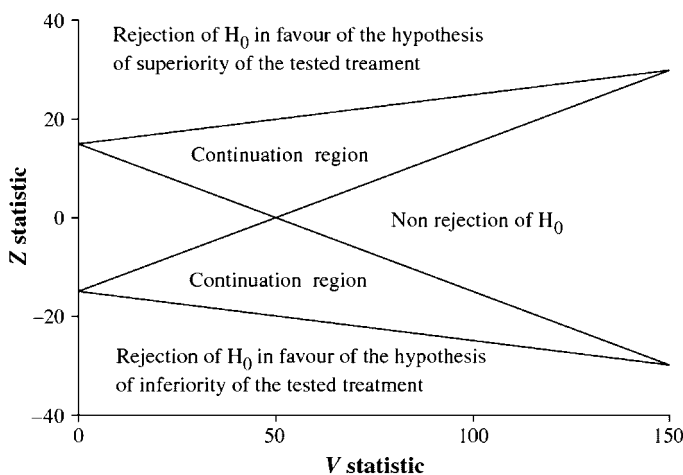 40
Rejection of H0 in favour of the hypothesis
of superiority of the tested treament
20
Continuation region
Z statistic
0
Non rejection of H0
Continuation region
−20
Rejection of H0 in favour of the hypothesis
of inferiority of the tested treatment
−40
0 50 100 150
V statistic